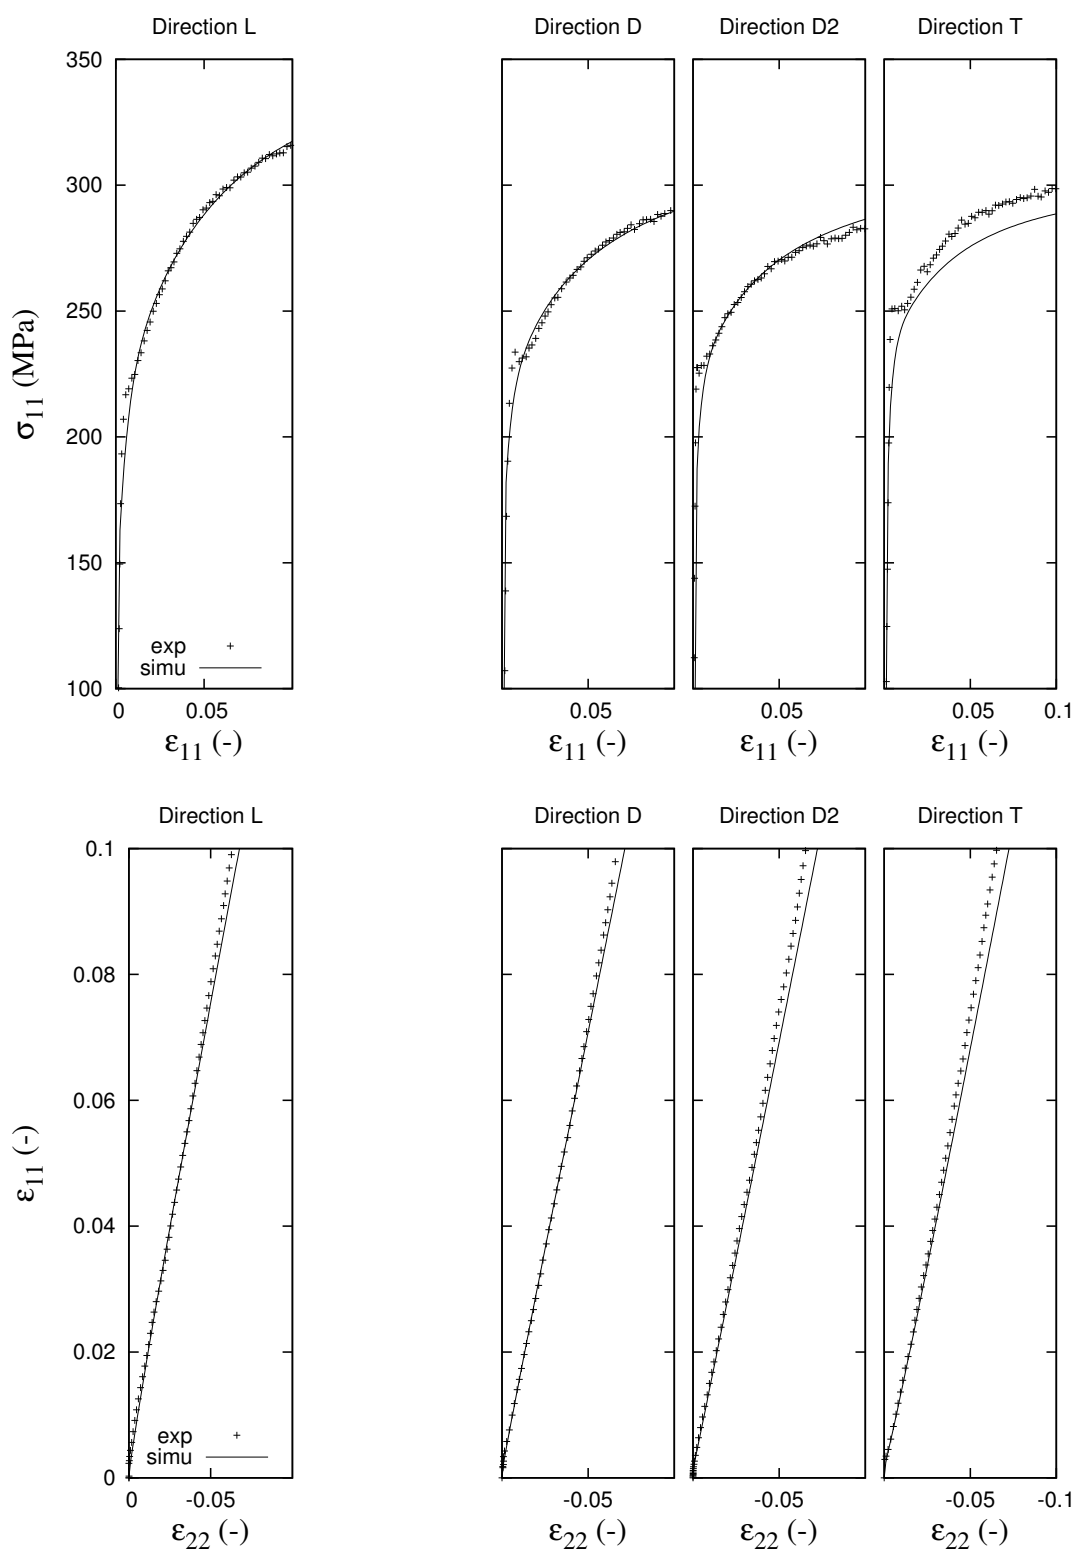 Direction L Direction D Direction D2 Direction T
350
300
250
200
150
100
σ11 (MPa)
exp
simu
0 0.05 0.05 0.05 0.05 0.1
ε11 (-) ε11 (-) ε11 (-) ε11 (-)
Direction L Direction D Direction D2 Direction T
0.1
0.08
0.06
0.04
0.02
0
ε11 (-)
exp
simu
0 -0.05 -0.05 -0.05 -0.05 -0.1
ε22 (-) ε22 (-) ε22 (-) ε22 (-)